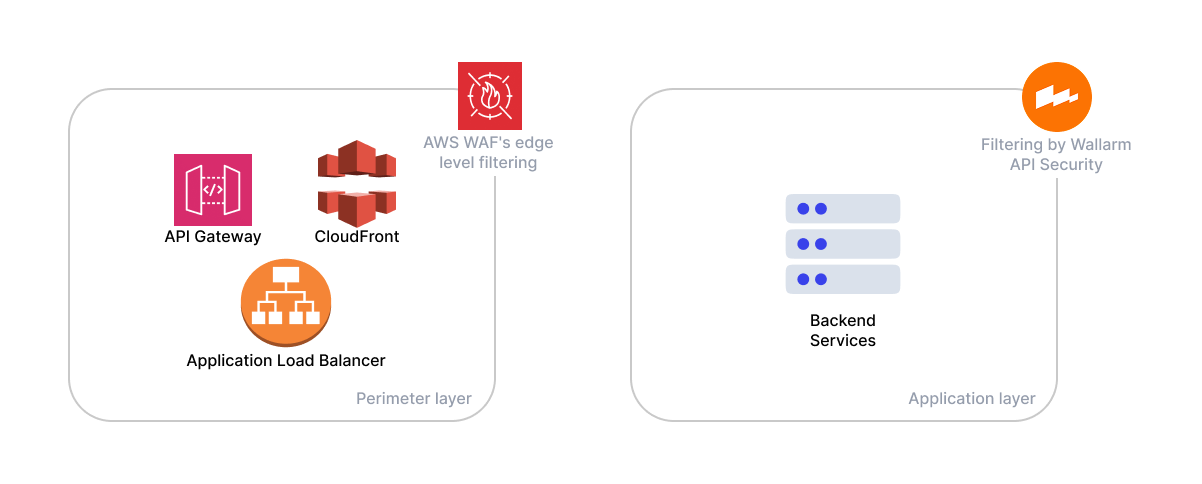 AWS WAF's edge
level filtering
API Gateway
CloudFront
Application Load Balancer
Perimeter layer
Filtering by Wallarm
API Security
Backend
Services
Application layer